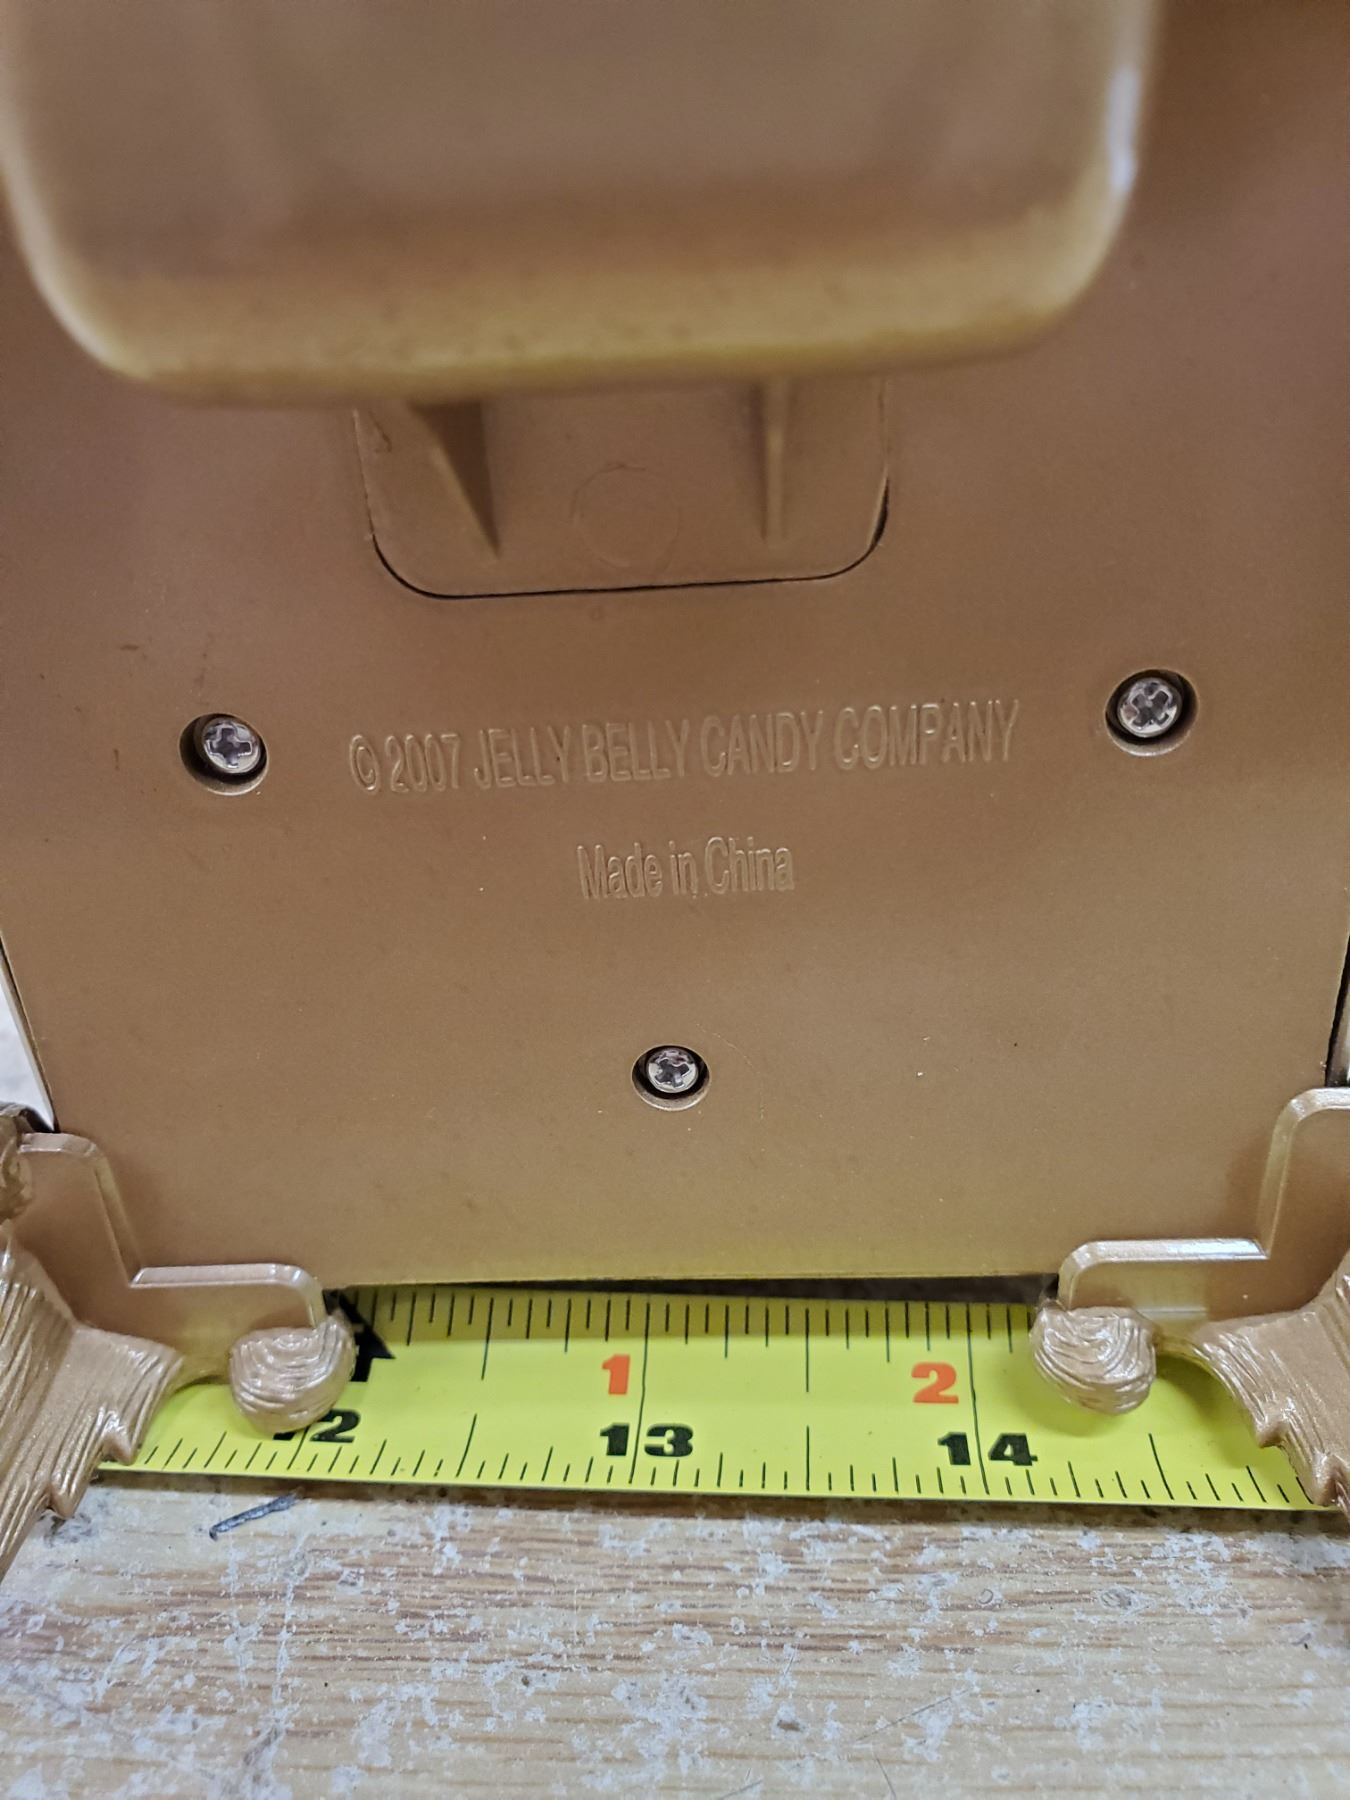 © 2007 JELLY BELLY CANDY COMPANY
Made in China
1 2
12 13 14